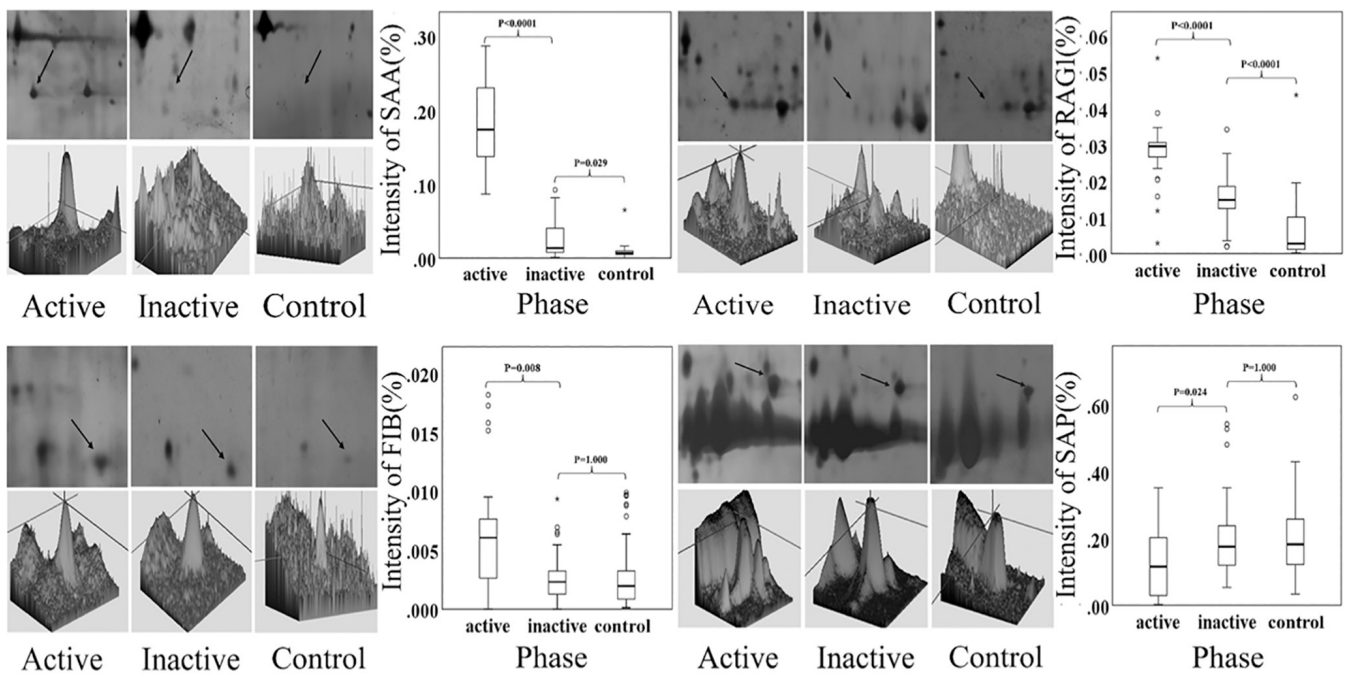 Intensity of SAA(%)
.30
.20
.10
.00
P<0.0001
P=0.029
active inactive control
Phase
Active Inactive Control
Intensity of RAG1(%)
.06
.05
.04
.03
.02
.01
.00
P<0.0001
P<0.0001
active inactive control
Phase
Active Inactive Control
Intensity of FIB(%)
.020
015
.010
.005
.000
P=0.008
P=1.000
active inactive control
Phase
Active Inactive Control
Intensity of SAP(%)
.60
.40
.20
.00
P=0.024
P=1.000
active inactive control
Phase
Active Inactive Control